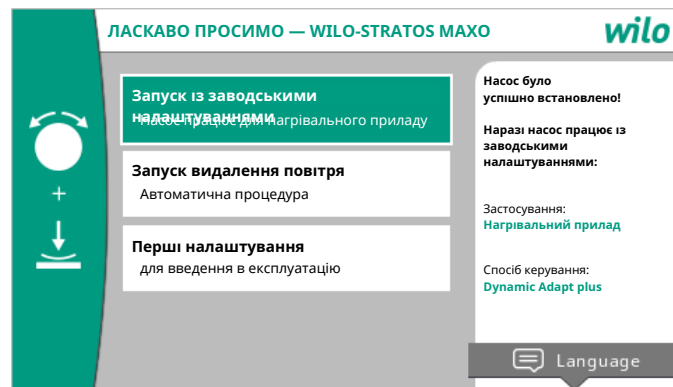 ЛАСКАВО ПРОСИМО — WILO-STRATOS MAXO
wilo
Запуск із заводськими
налаштуваннями
Насос працює для нагрівального приладу
Запуск видалення повітря
Автоматична процедура
Перші налаштування
для введення в експлуатацію
+
Насос було
успішно встановлено!
Наразі насос працює із
заводськими
налаштуваннями:
Застосування:
Нагрівальний прилад
Спосіб керування:
Dynamic Adapt plus
Language